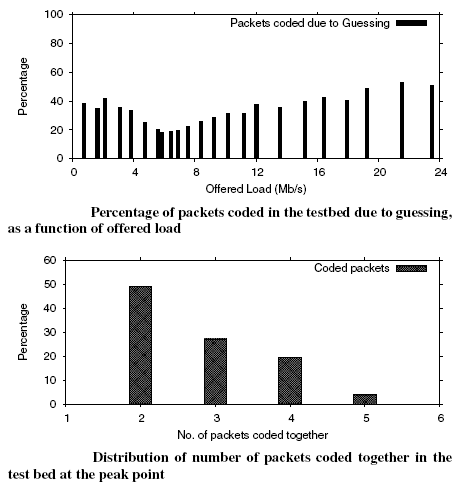 100
80
60
40
20
0
Percentage
Packets coded due to Guessing
0 4 8 12 16 20 24
Offered Load (Mb/s)
Percentage of packets coded in the testbed due to guessing,
as a function of offered load
60
50
40
30
20
10
0
Percentage
Coded packets
1 2 3 4 5 6
No. of packets coded together
Distribution of number of packets coded together in the
test bed at the peak point